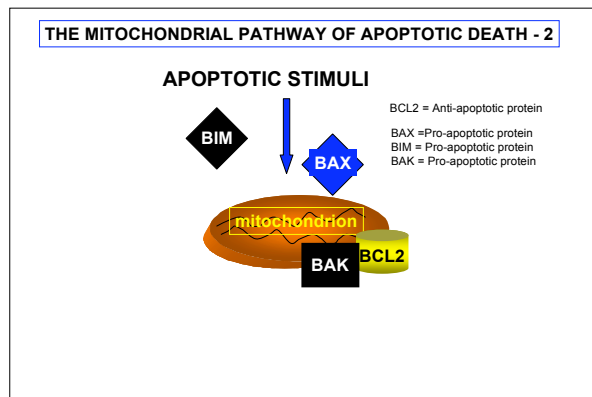 THE MITOCHONDRIAL PATHWAY OF APOPTOTIC DEATH - 2
APOPTOTIC STIMULI
BCL2 = Anti-apoptotic protein
BAX =Pro-apoptotic protein
BIM = Pro-apoptotic protein
BAK = Pro-apoptotic protein
BIM
BAX
mitochondrion
BAK
BCL2